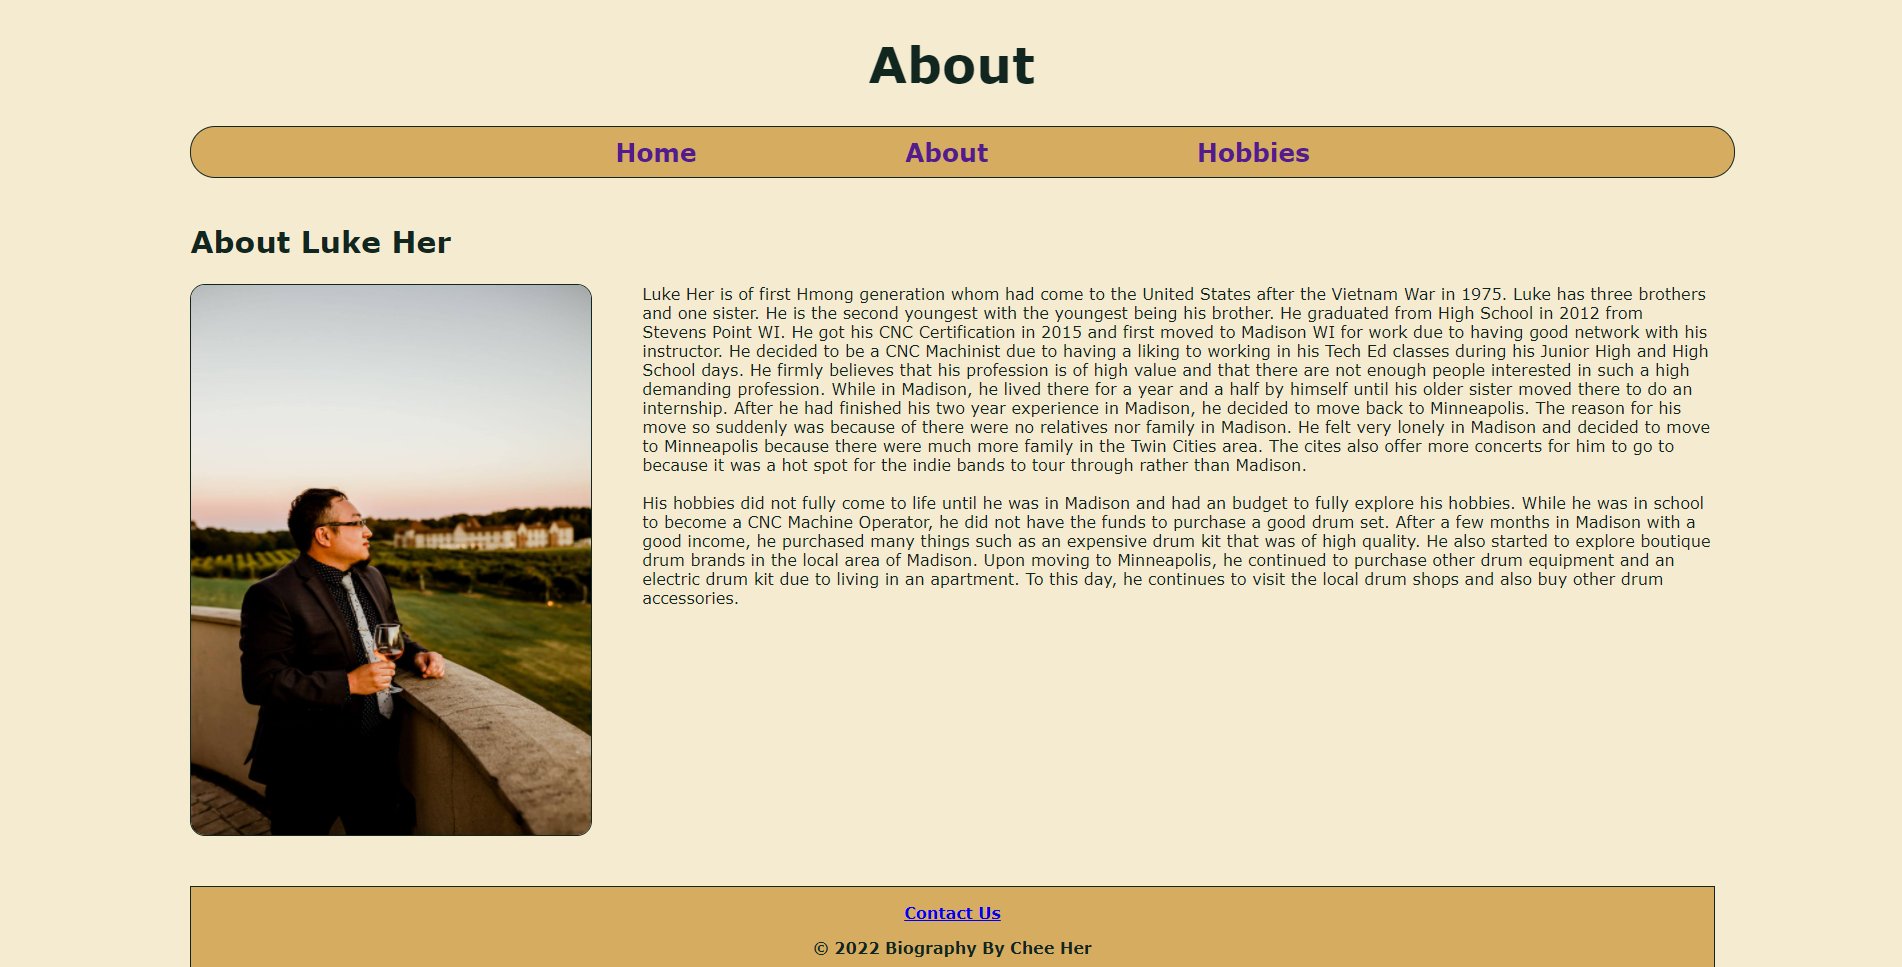 About
Home About Hobbies
About Luke Her
Luke Her is of first Hmong generation whom had come to the United States after the Vietnam War in 1975. Luke has three brothers
and one sister. He is the second youngest with the youngest being his brother. He graduated from High School in 2012 from
Stevens Point WI. He got his CNC Certification in 2015 and first moved to Madison WI for work due to having good network with his
instructor. He decided to be a CNC Machinist due to having a liking to working in his Tech Ed classes during his Junior High and High
School days. He firmly believes that his profession is of high value and that there are not enough people interested in such a high
demanding profession. While in Madison, he lived there for a year and a half by himself until his older sister moved there to do an
internship. After he had finished his two year experience in Madison, he decided to move back to Minneapolis. The reason for his
move so suddenly was because of there were no relatives nor family in Madison. He felt very lonely in Madison and decided to move
to Minneapolis because there were much more family in the Twin Cities area. The cites also offer more concerts for him to go to
because it was a hot spot for the indie bands to tour through rather than Madison.
His hobbies did not fully come to life until he was in Madison and had an budget to fully explore his hobbies. While he was in school
to become a CNC Machine Operator, he did not have the funds to purchase a good drum set. After a few months in Madison with a
good income, he purchased many things such as an expensive drum kit that was of high quality. He also started to explore boutique
drum brands in the local area of Madison. Upon moving to Minneapolis, he continued to purchase other drum equipment and an
electric drum kit due to living in an apartment. To this day, he continues to visit the local drum shops and also buy other drum
accessories.
Contact Us
© 2022 Biography By Chee Her